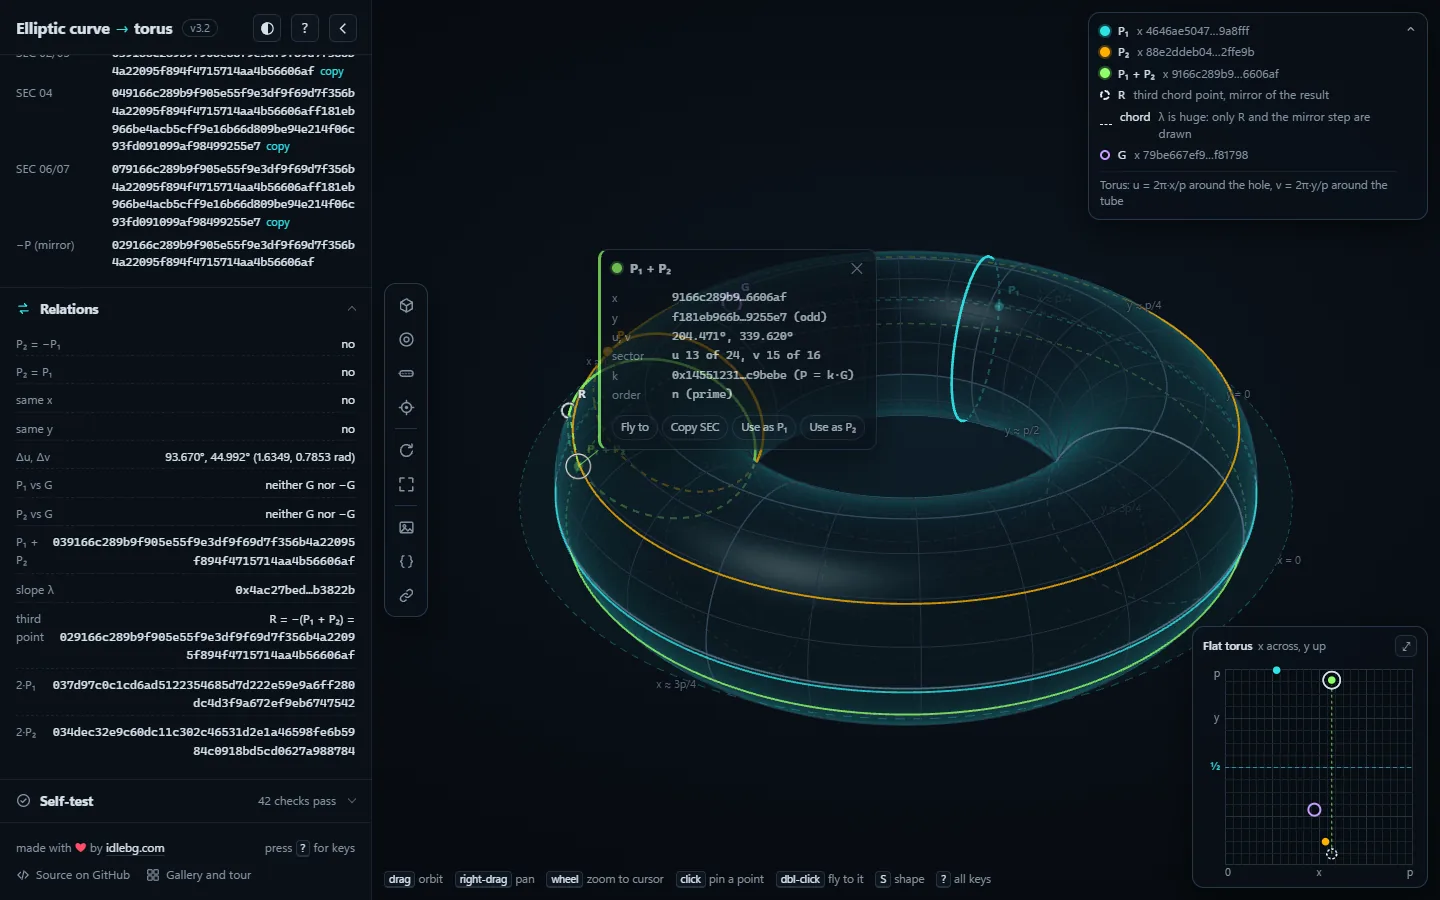 Elliptic curve → torus v3.2
?
4a22095f894f4715714aa4b56606af copy
SEC 04
049166c289b9f905e55f9e3df9f69d7f356b
4a22095f894f4715714aa4b56606aff181eb
966be4acb5cff9e16b66d809be94e214f06c
93fd091099af98499255e7 copy
SEC 06/07
079166c289b9f905e55f9e3df9f69d7f356b
4a22095f894f4715714aa4b56606aff181eb
966be4acb5cff9e16b66d809be94e214f06c
93fd091099af98499255e7 copy
−P (mirror)
029166c289b9f905e55f9e3df9f69d7f356b
4a22095f894f4715714aa4b56606af
Relations
P₂ = −P₁ no
P₂ = P₁ no
same x no
same y no
Δu, Δv 93.670°, 44.992° (1.6349, 0.7853 rad)
P₁ vs G neither G nor −G
P₂ vs G neither G nor −G
P₁ + P₂
039166c289b9f905e55f9e3df9f69d7f356b4a22095
f894f4715714aa4b56606af
slope λ 0x4ac27bed…b3822b
third point
R = −(P₁ + P₂) =
029166c289b9f905e55f9e3df9f69d7f356b4a2209
5f894f4715714aa4b56606af
2·P₁ 037d97c0c1cd6ad5122354685d7d222e59e9a6ff280
dc4d3f9a672ef9eb6747542
2·P₂ 034dec32e9c60dc11c302c46531d2e1a46598fe6b59
84c0918bd5cd0627a988784
Self-test 42 checks pass
made with by idlebg.com press ? for keys
Source on GitHub Gallery and tour
P₁ + P₂
x 9166c289b9…6606af
y f181eb966b…9255e7 (odd)
u, v 204.471°, 339.620°
sector u 13 of 24, v 15 of 16
k 0x14551231…c9bebe (P = k·G)
order n (prime)
Fly to Copy SEC Use as P₁ Use as P₂
G
P₁
R
y = p/4
y = 0
y = p/2
y = 3p/4
x = 0
x = 3p/4
P₁ x 4646ae5047…9a8fff
P₂ x 88e2ddeb04…2ffe9b
P₁ + P₂ x 9166c289b9…6606af
R third chord point, mirror of the result
chord λ is huge: only R and the mirror step are
drawn
G x 79be667ef9…f81798
Torus: u = 2π·x/p around the hole, v = 2π·y/p around the
tube
Flat torus x across, y up
p
y
½
0 x p
drag orbit right-drag pan wheel zoom to cursor click pin a point dbl-click fly to it S shape ? all keys